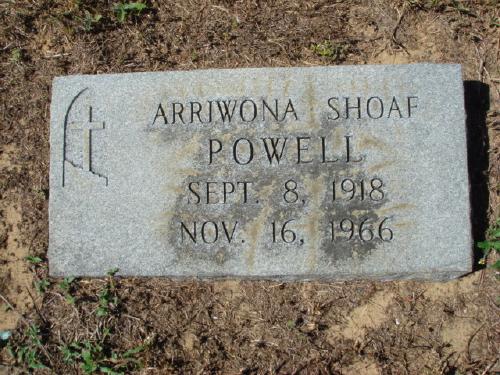 ARRIWONA SHOAF
POWELL
SEPT. 8, 1918
NOV. 16, 1966